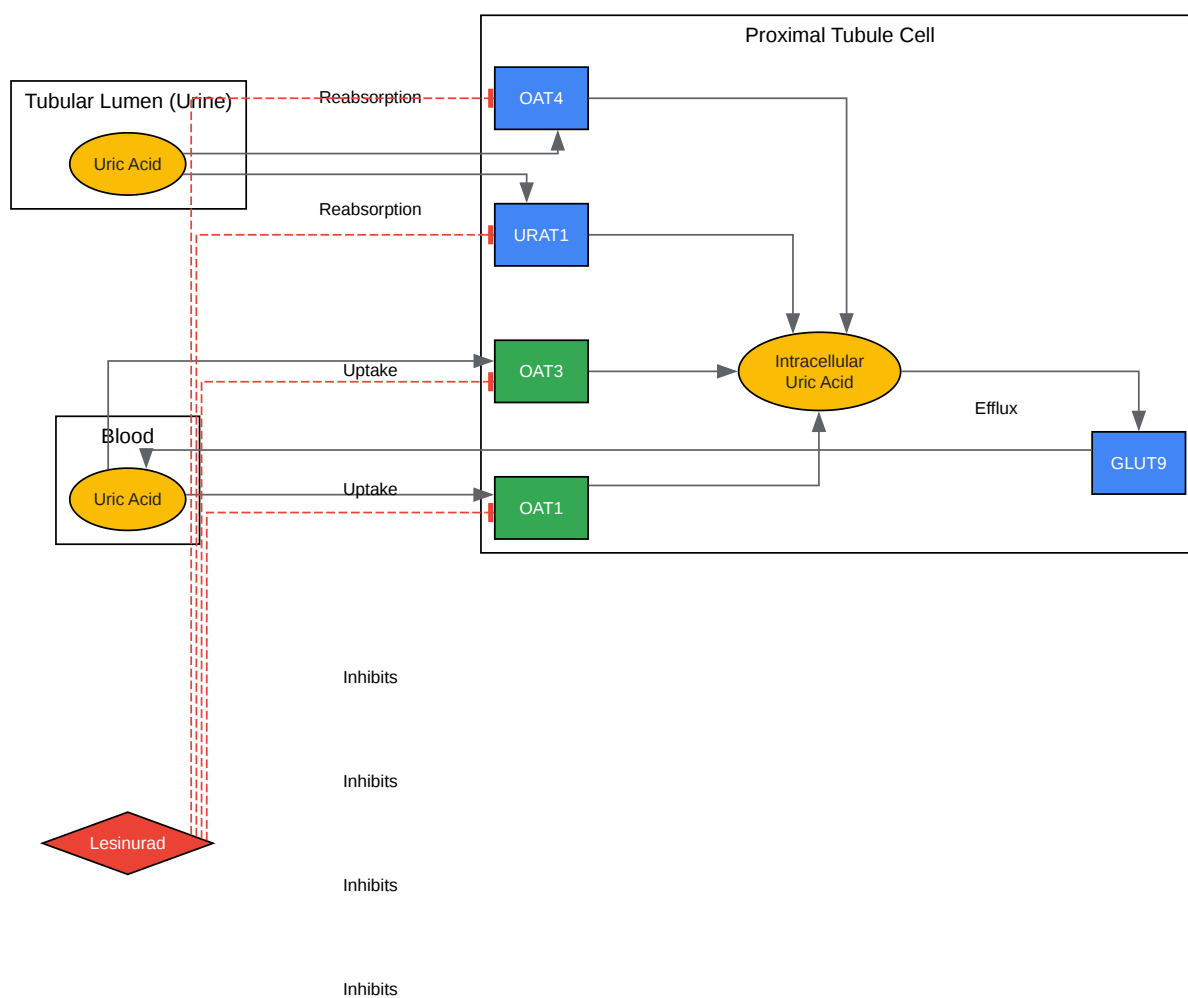 Proximal Tubule Cell
Tubular Lumen (Urine)
Reabsorption
OAT4
Uric Acid
Reabsorption
URAT1
Uptake
OAT3
Intracellular
Uric Acid
Efflux
Blood
GLUT9
Uptake
Uric Acid
OAT1
Inhibits
Inhibits
Lesinurad
Inhibits
Inhibits